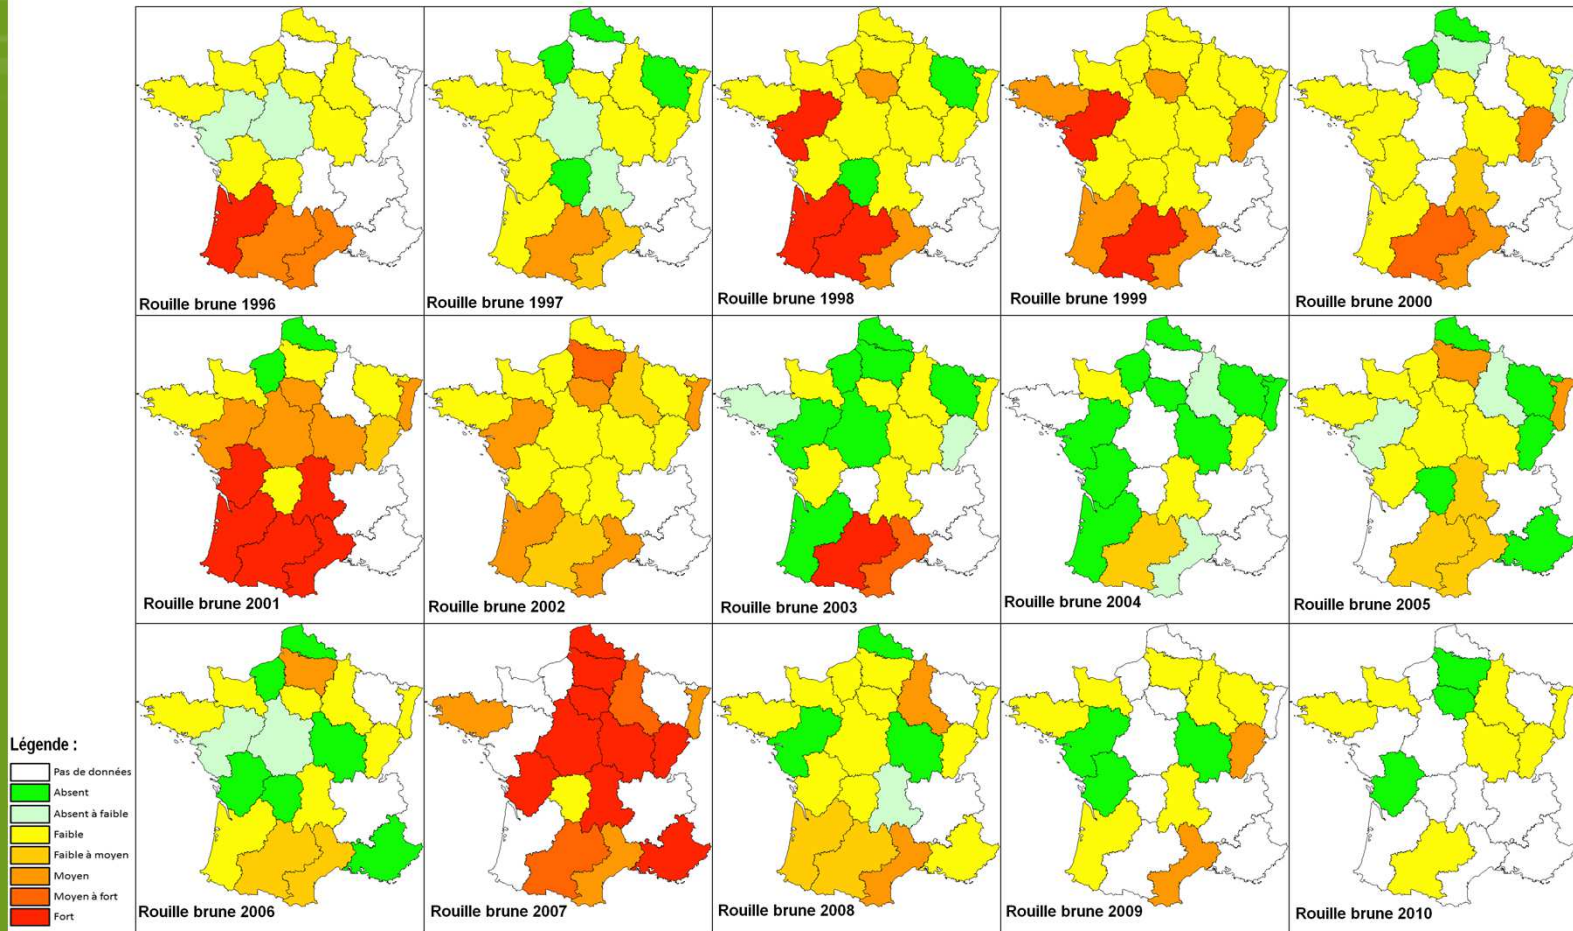 Rouille brune 1996
Rouille brune 1997
Rouille brune 1998
Rouille brune 1999
Rouille brune 2000
Rouille brune 2001
Rouille brune 2002
Rouille brune 2003
Rouille brune 2004
Rouille brune 2005
Rouille brune 2006
Rouille brune 2007
Rouille brune 2008
Rouille brune 2009
Rouille brune 2010
Légende :
Pas de données
Absent
Absent à faible
Faible
Faible à moyen
Moyen
Moyen à fort
Fort